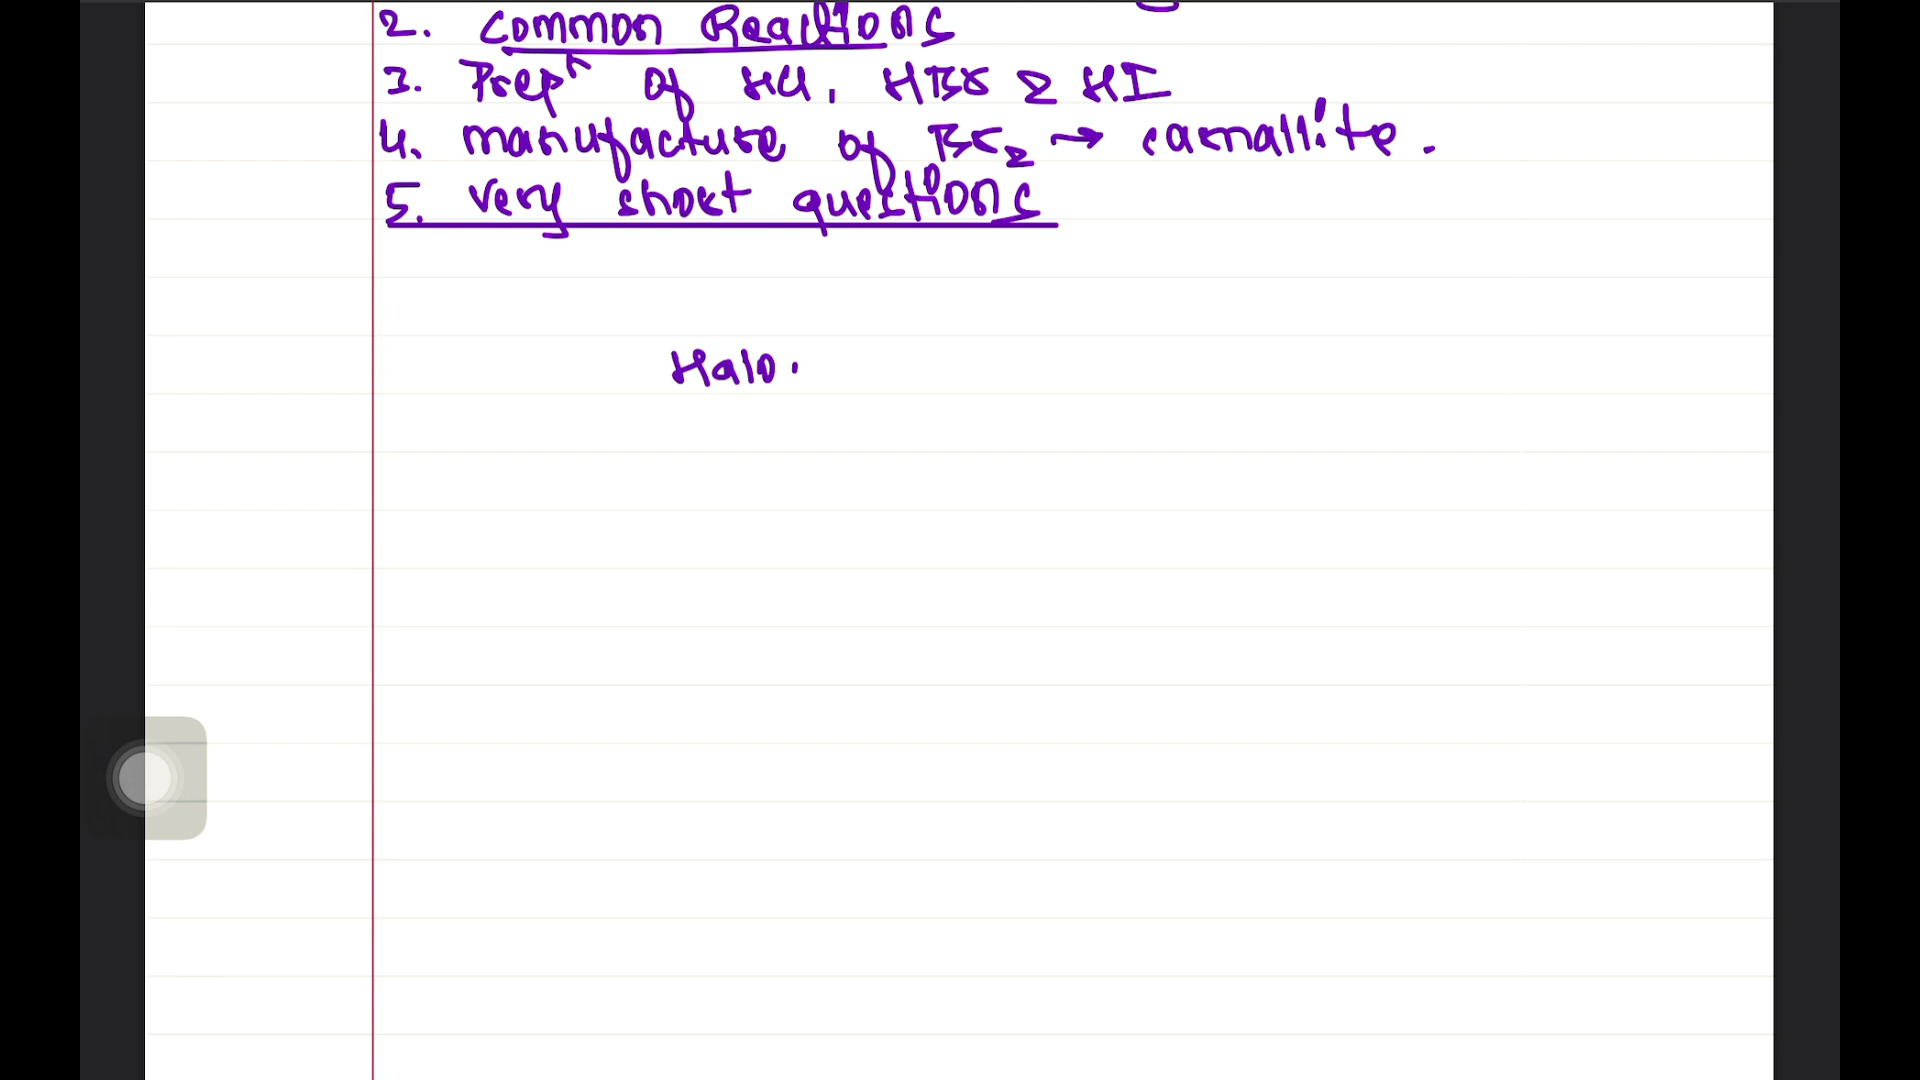 2. Common Reactions
3. Prepn of HCl, HBr & HI
4. manufacture of Br2 → carnallite.
5. Very short questions
Halo.